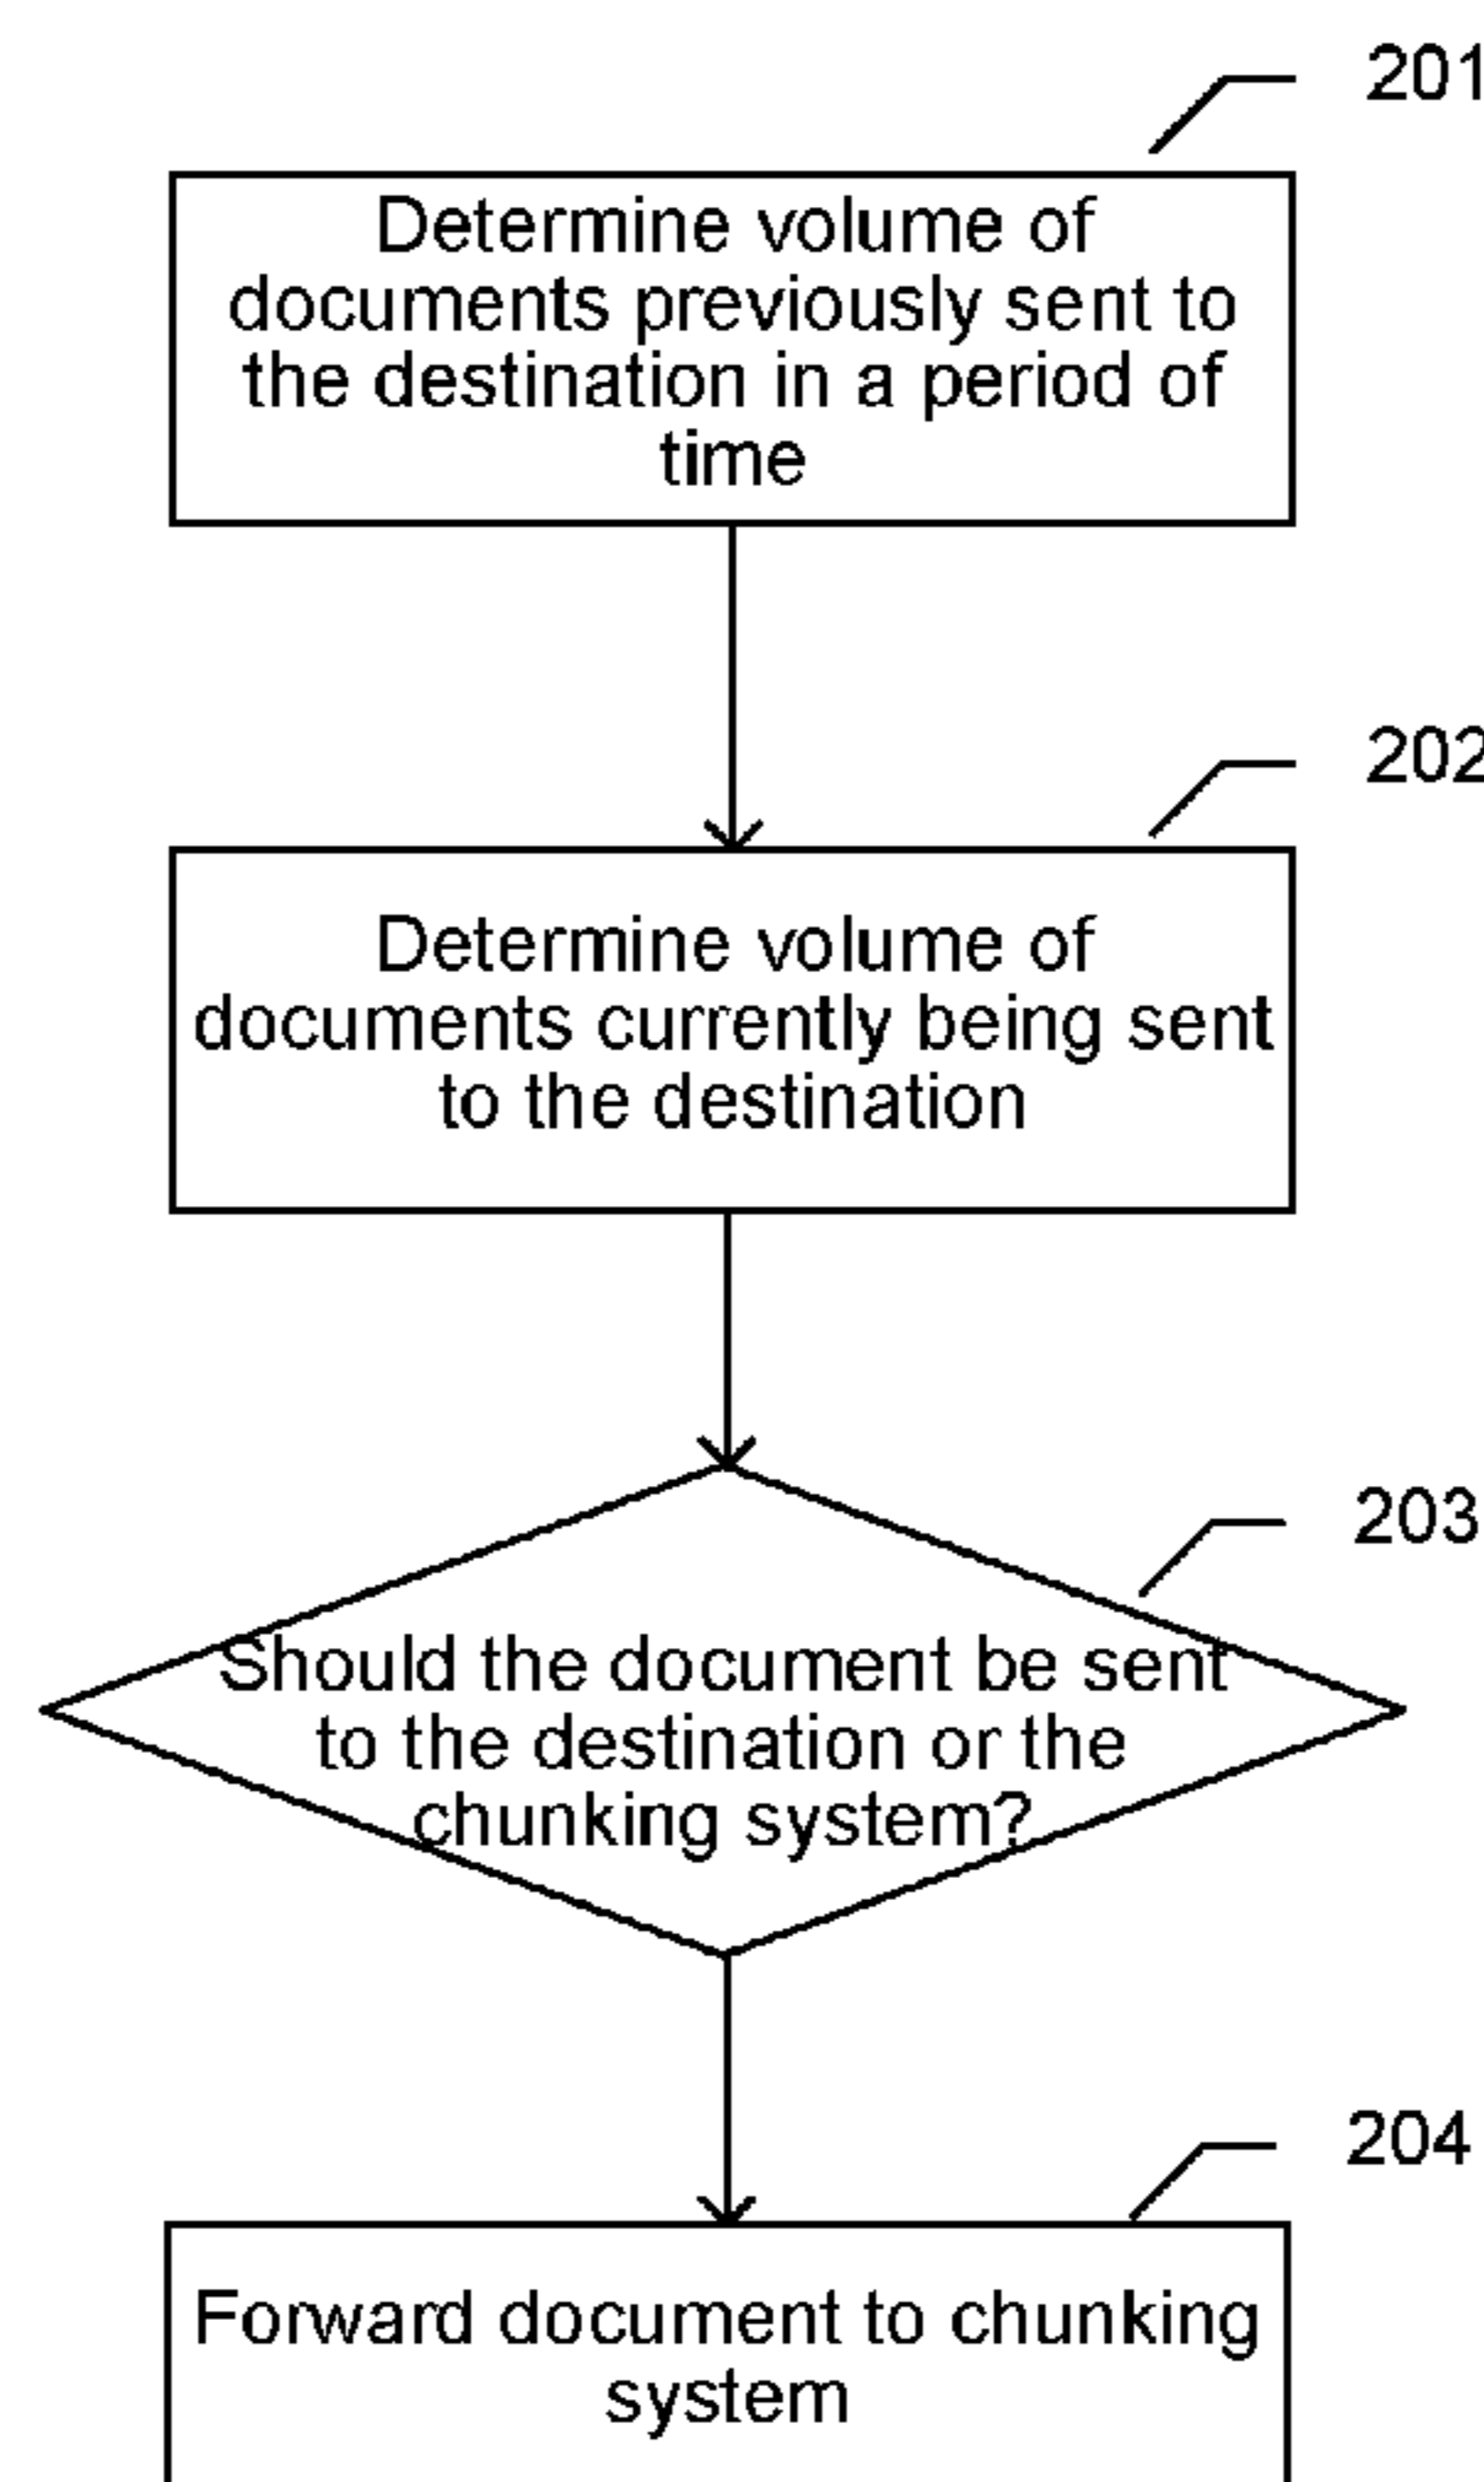 201
Determine volume of
documents previously sent to
the destination in a period of
time
202
Determine volume of
documents currently being sent
to the destination
203
Should the document be sent
to the destination or the
chunking system?
204
Forward document to chunking
system